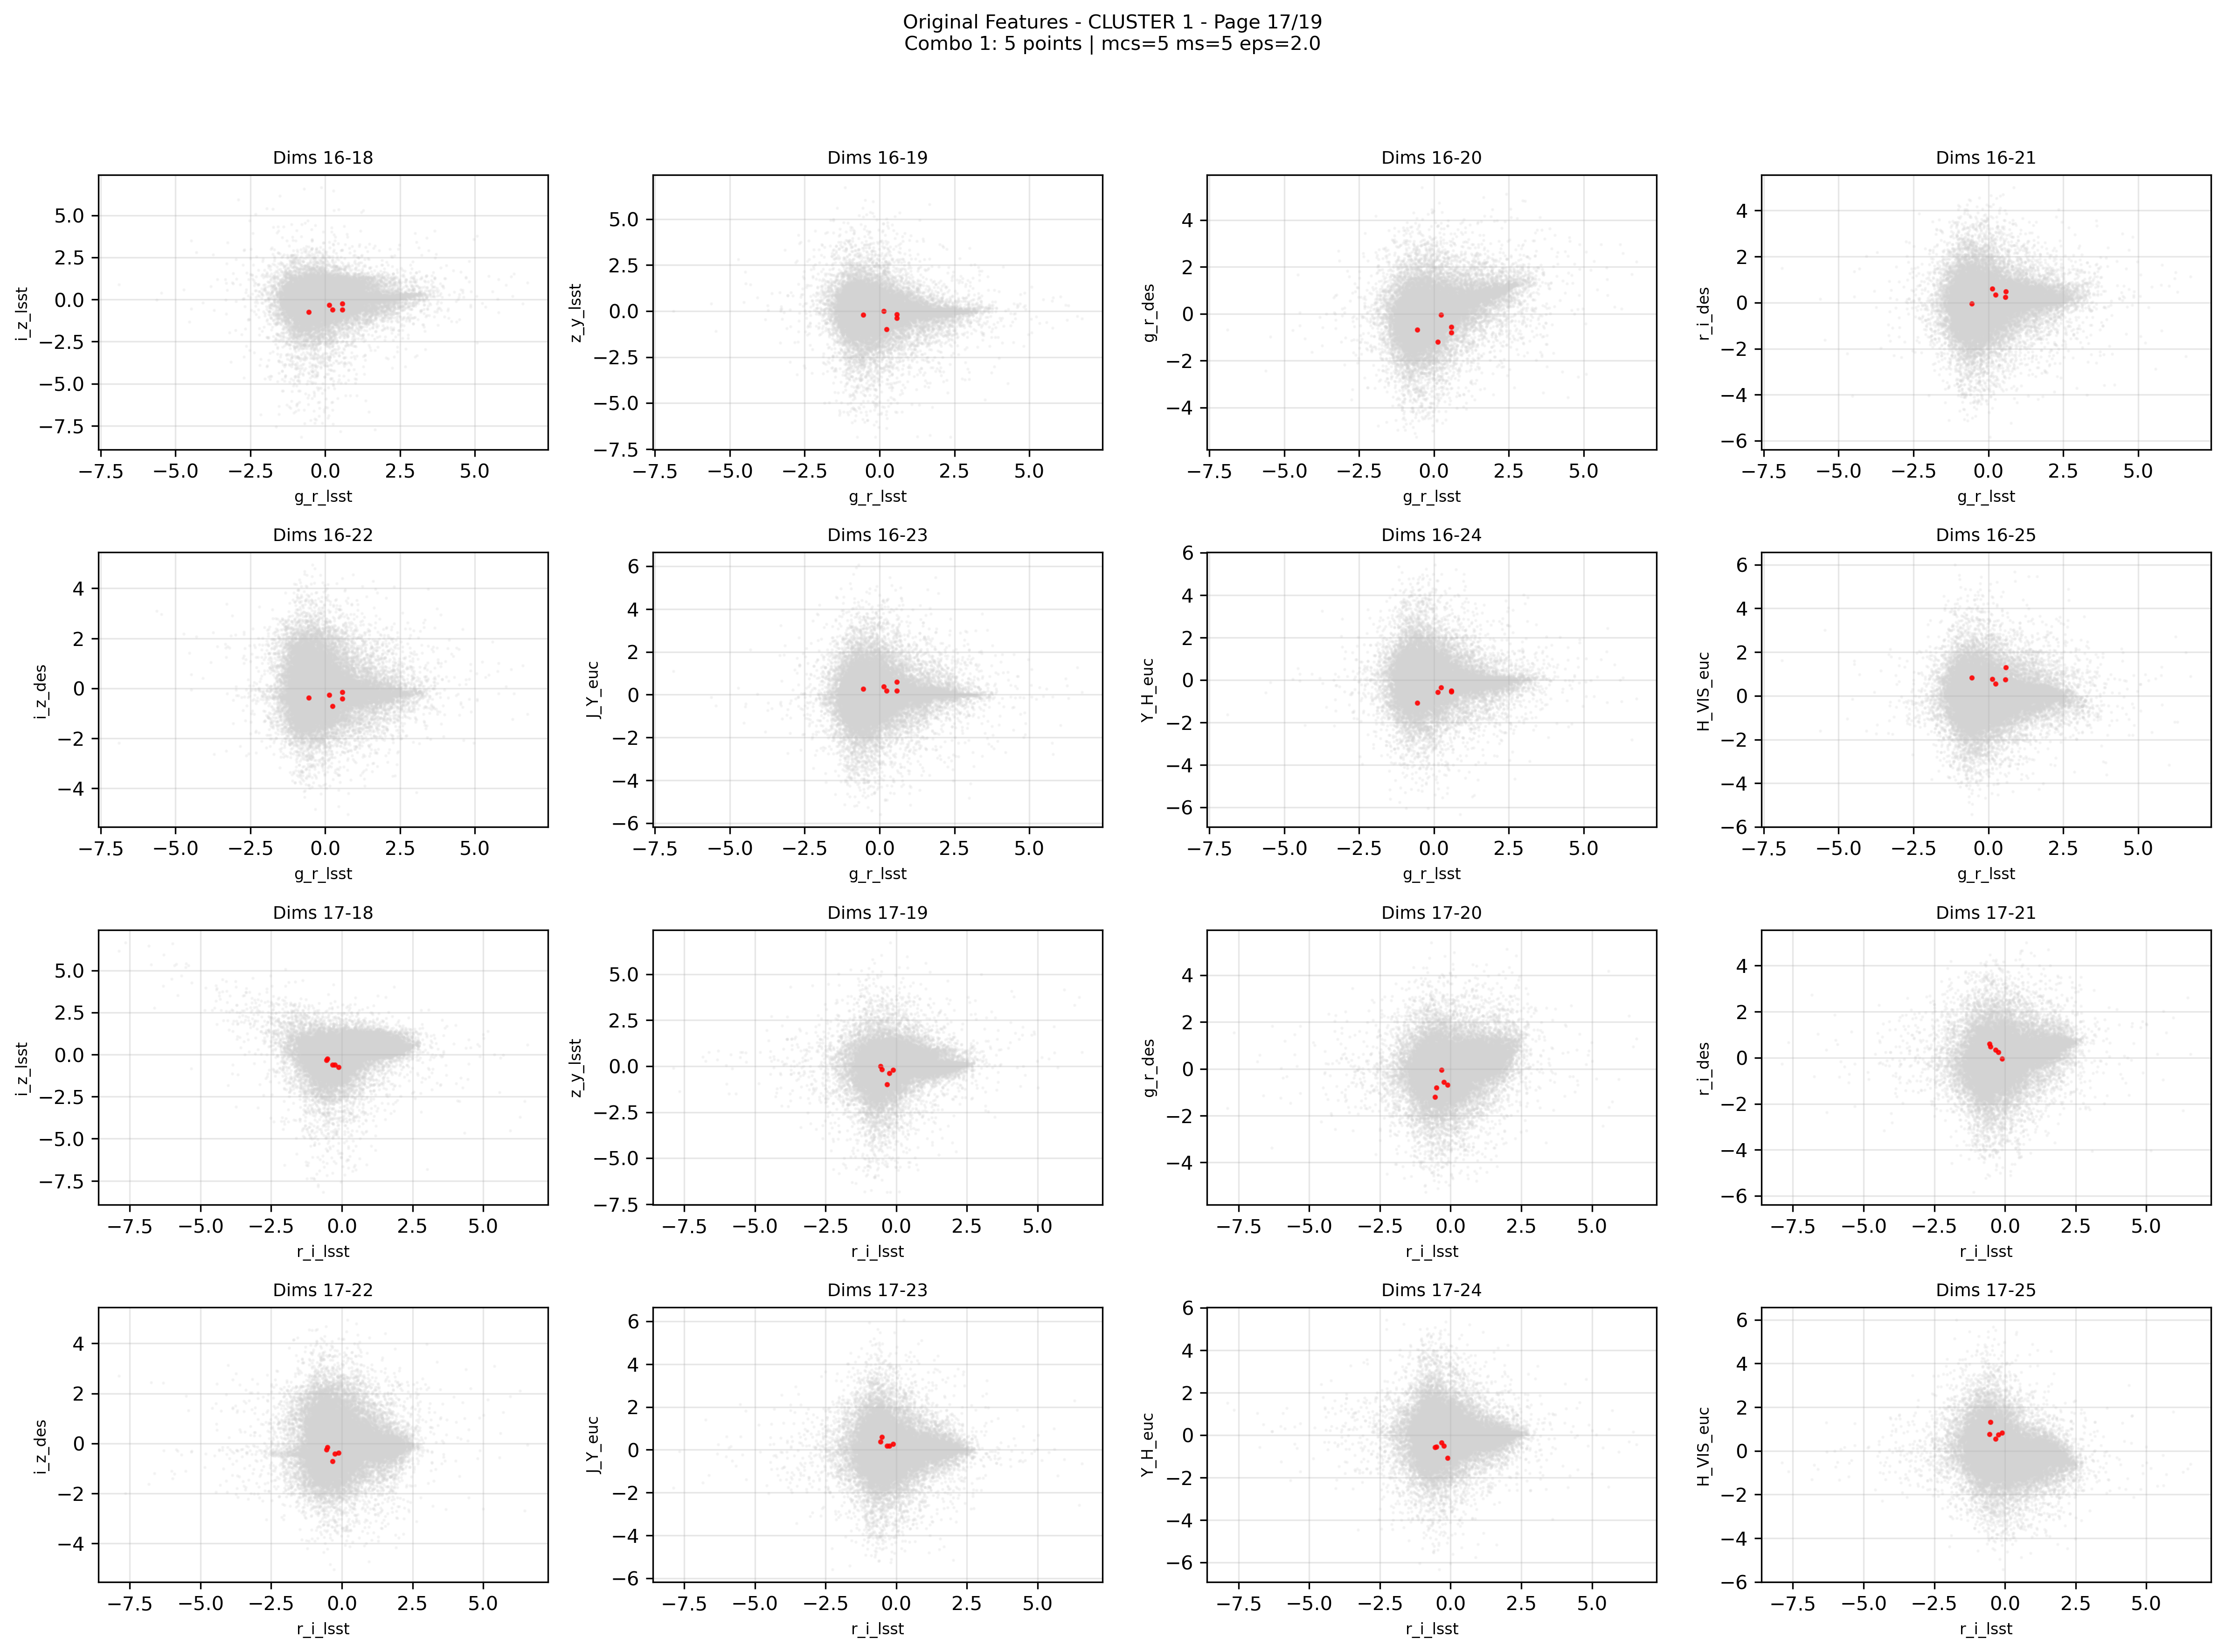 Original Features - CLUSTER 1 - Page 17/19
Combo 1: 5 points | mcs=5 ms=5 eps=2.0
Dims 16-18
Dims 16-19
Dims 16-20
Dims 16-21
5.0
2.5
0.0
−2.5
−5.0
−7.5
i_z_lsst
−7.5 −5.0 −2.5 0.0 2.5 5.0
g_r_lsst
5.0
2.5
0.0
−2.5
−5.0
−7.5
z_y_lsst
−7.5 −5.0 −2.5 0.0 2.5 5.0
g_r_lsst
4
2
0
−2
−4
g_r_des
−7.5 −5.0 −2.5 0.0 2.5 5.0
g_r_lsst
4
2
0
−2
−4
−6
r_i_des
−7.5 −5.0 −2.5 0.0 2.5 5.0
g_r_lsst
Dims 16-22
Dims 16-23
Dims 16-24
Dims 16-25
4
2
0
−2
−4
i_z_des
−7.5 −5.0 −2.5 0.0 2.5 5.0
g_r_lsst
6
4
2
0
−2
−4
−6
J_Y_euc
−7.5 −5.0 −2.5 0.0 2.5 5.0
g_r_lsst
6
4
2
0
−2
−4
−6
Y_H_euc
−7.5 −5.0 −2.5 0.0 2.5 5.0
g_r_lsst
6
4
2
0
−2
−4
−6
H_VIS_euc
−7.5 −5.0 −2.5 0.0 2.5 5.0
g_r_lsst
Dims 17-18
Dims 17-19
Dims 17-20
Dims 17-21
5.0
2.5
0.0
−2.5
−5.0
−7.5
i_z_lsst
−7.5 −5.0 −2.5 0.0 2.5 5.0
r_i_lsst
5.0
2.5
0.0
−2.5
−5.0
−7.5
z_y_lsst
−7.5 −5.0 −2.5 0.0 2.5 5.0
r_i_lsst
4
2
0
−2
−4
g_r_des
−7.5 −5.0 −2.5 0.0 2.5 5.0
r_i_lsst
4
2
0
−2
−4
−6
r_i_des
−7.5 −5.0 −2.5 0.0 2.5 5.0
r_i_lsst
Dims 17-22
Dims 17-23
Dims 17-24
Dims 17-25
4
2
0
−2
−4
i_z_des
−7.5 −5.0 −2.5 0.0 2.5 5.0
r_i_lsst
6
4
2
0
−2
−4
−6
J_Y_euc
−7.5 −5.0 −2.5 0.0 2.5 5.0
r_i_lsst
6
4
2
0
−2
−4
−6
Y_H_euc
−7.5 −5.0 −2.5 0.0 2.5 5.0
r_i_lsst
6
4
2
0
−2
−4
−6
H_VIS_euc
−7.5 −5.0 −2.5 0.0 2.5 5.0
r_i_lsst